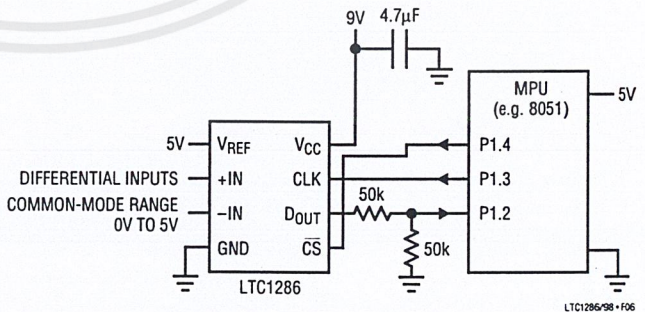 9V 4.7μF
MPU
(e.g. 8051)
5V
5V
VREF
VCC
P1.4
DIFFERENTIAL INPUTS
+IN
CLK
P1.3
COMMON-MODE RANGE
0V TO 5V
–IN
DOUT
50k
P1.2
GND
C̅S̅
50k
LTC1286
LTC1286/98 • F06